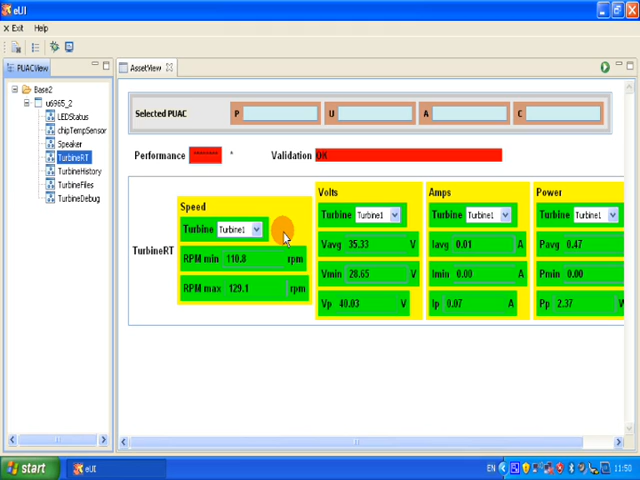 eUI
Exit Help
PUACView
AssetView
Base2
u6965_2
LEDStatus
chipTempSensor
Speaker
TurbineRT
TurbineHistory
TurbineFiles
TurbineDebug
Selected PUAC P U A C
Performance ******** * Validation OK
TurbineRT
Speed
Turbine Turbine1
RPM min 110.8 rpm
RPM max 129.1 rpm
Volts
Turbine Turbine1
Vavg 35.33 V
Vmin 28.65 V
Vp 40.03 V
Amps
Turbine Turbine1
Iavg 0.01 A
Imin 0.00 A
Ip 0.07 A
Power
Turbine Turbine1
Pavg 0.47
Pmin 0.00
Pp 2.37 W
start eUI EN 11:50